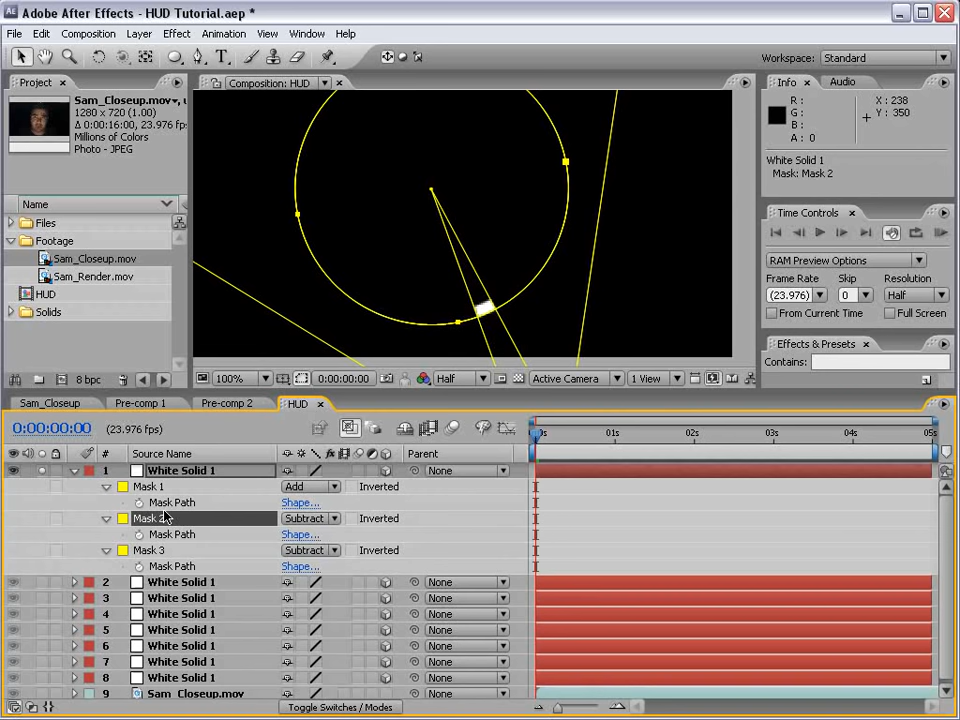 Adobe After Effects - HUD Tutorial.aep *
File Edit Composition Layer Effect Animation View Window Help
Workspace: Standard
Project
Sam_Closeup.mov
1280 x 720 (1.00)
Δ 0:00:16:00, 23.976 fps
Millions of Colors
Photo - JPEG
Name
Files
Footage
Sam_Closeup.mov
Sam_Render.mov
HUD
Solids
8 bpc
Composition: HUD
100%
0:00:00:00
Half
Active Camera
1 View
Info
Audio
R:
G:
B:
A: 0
X: 238
Y: 350
White Solid 1
Mask: Mask 2
Time Controls
RAM Preview Options
Frame Rate Skip Resolution
(23.976) 0 Half
From Current Time Full Screen
Effects & Presets
Contains:
Sam_Closeup Pre-comp 1 Pre-comp 2 HUD
0:00:00:00 (23.976 fps)
01s 02s 03s 04s 05s
# Source Name Parent
1 White Solid 1 None
Mask 1 Add Inverted
Mask Path Shape...
Mask 2 Subtract Inverted
Mask Path Shape...
Mask 3 Subtract Inverted
Mask Path Shape...
2 White Solid 1 None
3 White Solid 1 None
4 White Solid 1 None
5 White Solid 1 None
6 White Solid 1 None
7 White Solid 1 None
8 White Solid 1 None
9 Sam_Closeup.mov None
Toggle Switches / Modes